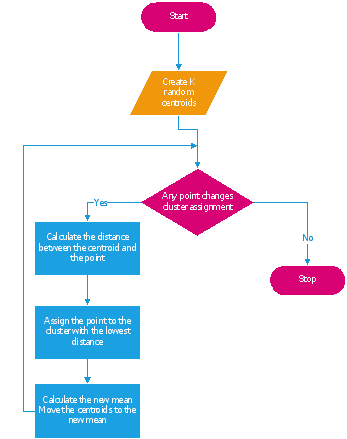 Start
Create K
random
centroids
Any point changes
cluster assignment
Yes
No
Calculate the distance
between the centroid and
the point
Stop
Assign the point to the
cluster with the lowest
distance
Calculate the new mean
Move the centroids to the
new mean